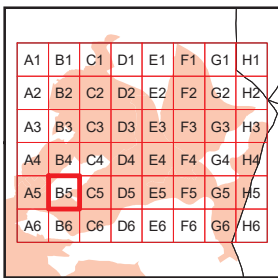 A1 B1 C1 D1 E1 F1 G1 H1
A2 B2 C2 D2 E2 F2 G2 H2
A3 B3 C3 D3 E3 F3 G3 H3
A4 B4 C4 D4 E4 F4 G4 H4
A5 B5 C5 D5 E5 F5 G5 H5
A6 B6 C6 D6 E6 F6 G6 H6